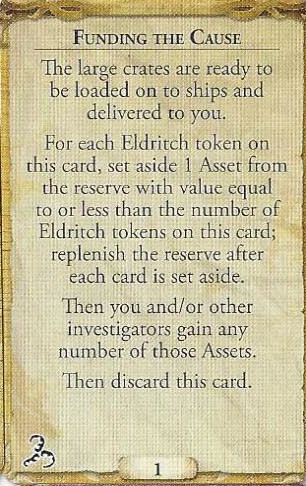 FUNDING THE CAUSE
The large crates are ready to
be loaded on to ships and
delivered to you.
For each Eldritch token on
this card, set aside 1 Asset from
the reserve with value equal
to or less than the number of
Eldritch tokens on this card;
replenish the reserve after
each card is set aside.
Then you and/or other
investigators gain any
number of those Assets.
Then discard this card.
1